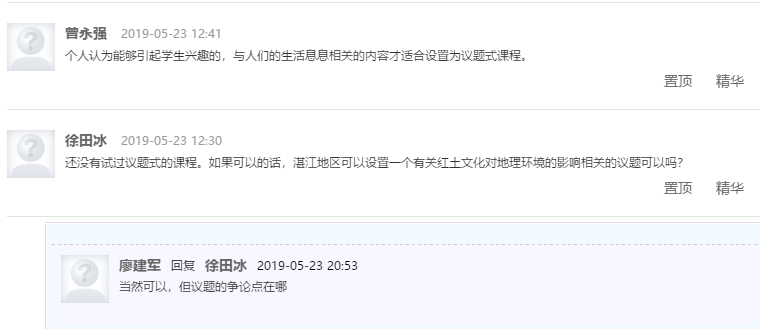 曾永强 2019-05-23 12:41
个人认为能够引起学生兴趣的，与人们的生活息息相关的内容才适合设置为议题式课程。
置顶 精华
徐田冰 2019-05-23 12:30
还没有试过议题式的课程。如果可以的话，湛江地区可以设置一个有关红土文化对地理环境的影响相关的议题可以吗？
置顶 精华
廖建军 回复 徐田冰 2019-05-23 20:53
当然可以，但议题的争论点在哪